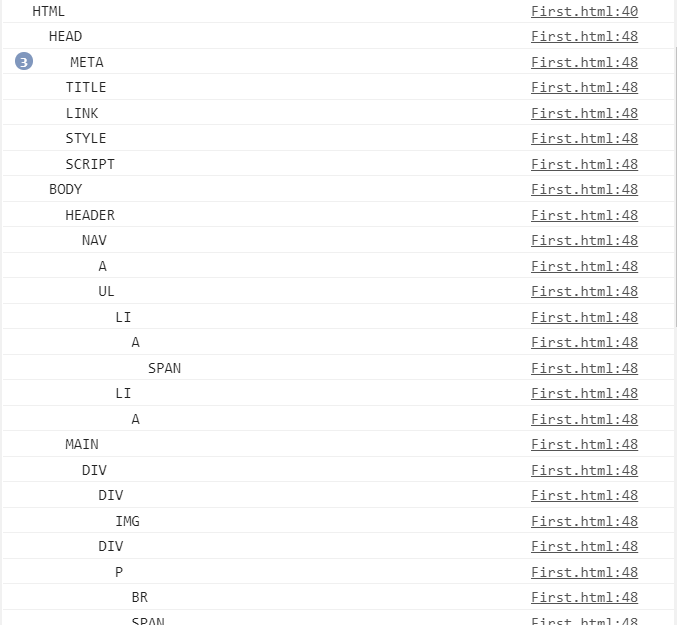 HTML First.html:40
HEAD First.html:48
3 META First.html:48
TITLE First.html:48
LINK First.html:48
STYLE First.html:48
SCRIPT First.html:48
BODY First.html:48
HEADER First.html:48
NAV First.html:48
A First.html:48
UL First.html:48
LI First.html:48
A First.html:48
SPAN First.html:48
LI First.html:48
A First.html:48
MAIN First.html:48
DIV First.html:48
DIV First.html:48
IMG First.html:48
DIV First.html:48
P First.html:48
BR First.html:48
SPAN First.html:48